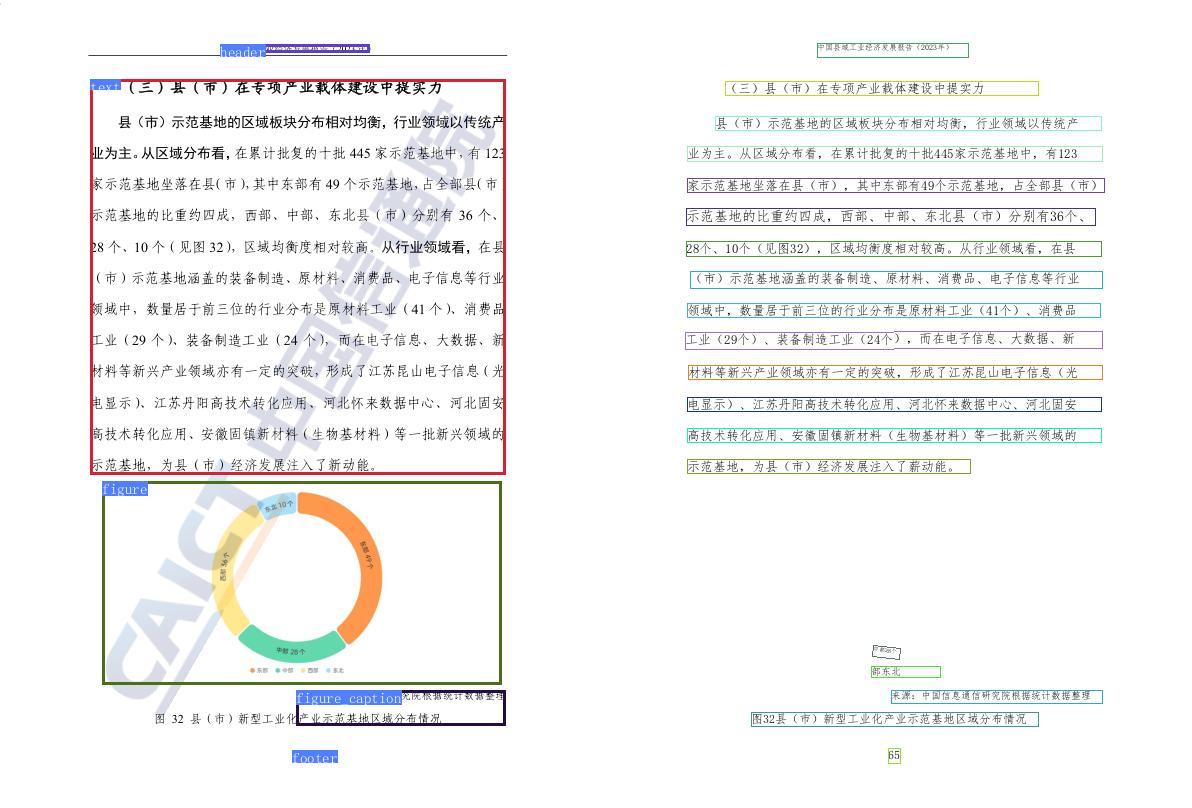 header
text（三）县（市）在专项产业载体建设中提实力
县（市）示范基地的区域板块分布相对均衡，行业领域以传统产
业为主。从区域分布看，在累计批复的十批 445 家示范基地中，有 123
家示范基地坐落在县（市），其中东部有 49 个示范基地，占全部县（市
示范基地的比重约四成，西部、中部、东北县（市）分别有 36 个、
28 个、10 个（见图 32），区域均衡度相对较高。从行业领域看，在县
（市）示范基地涵盖的装备制造、原材料、消费品、电子信息等行业
领域中，数量居于前三位的行业分布是原材料工业（41 个）、消费品
工业（29 个）、装备制造工业（24 个），而在电子信息、大数据、新
材料等新兴产业领域亦有一定的突破，形成了江苏昆山电子信息（光
电显示）、江苏丹阳高技术转化应用、河北怀来数据中心、河北固安
高技术转化应用、安徽固镇新材料（生物基材料）等一批新兴领域的
示范基地，为县（市）经济发展注入了新动能。
figure
东北 10个
东部 49个
西部 36个
中部 28个
东部 中部 西部 东北
CAICT 中国信通院
figure_caption
究院根据统计数据整理
图 32 县（市）新型工业化产业示范基地区域分布情况
footer
中国县域工业经济发展报告（2023年）
（三）县（市）在专项产业载体建设中提实力
县（市）示范基地的区域板块分布相对均衡，行业领域以传统产
业为主。从区域分布看，在累计批复的十批445家示范基地中，有123
家示范基地坐落在县（市），其中东部有49个示范基地，占全部县（市）
示范基地的比重约四成，西部、中部、东北县（市）分别有36个、
28个、10个（见图32），区域均衡度相对较高。从行业领域看，在县
（市）示范基地涵盖的装备制造、原材料、消费品、电子信息等行业
领域中，数量居于前三位的行业分布是原材料工业（41个）、消费品
工业（29个）、装备制造工业（24个），而在电子信息、大数据、新
材料等新兴产业领域亦有一定的突破，形成了江苏昆山电子信息（光
电显示）、江苏丹阳高技术转化应用、河北怀来数据中心、河北固安
高技术转化应用、安徽固镇新材料（生物基材料）等一批新兴领域的
示范基地，为县（市）经济发展注入了薪动能。
部东北
来源：中国信息通信研究院根据统计数据整理
图32县（市）新型工业化产业示范基地区域分布情况
65